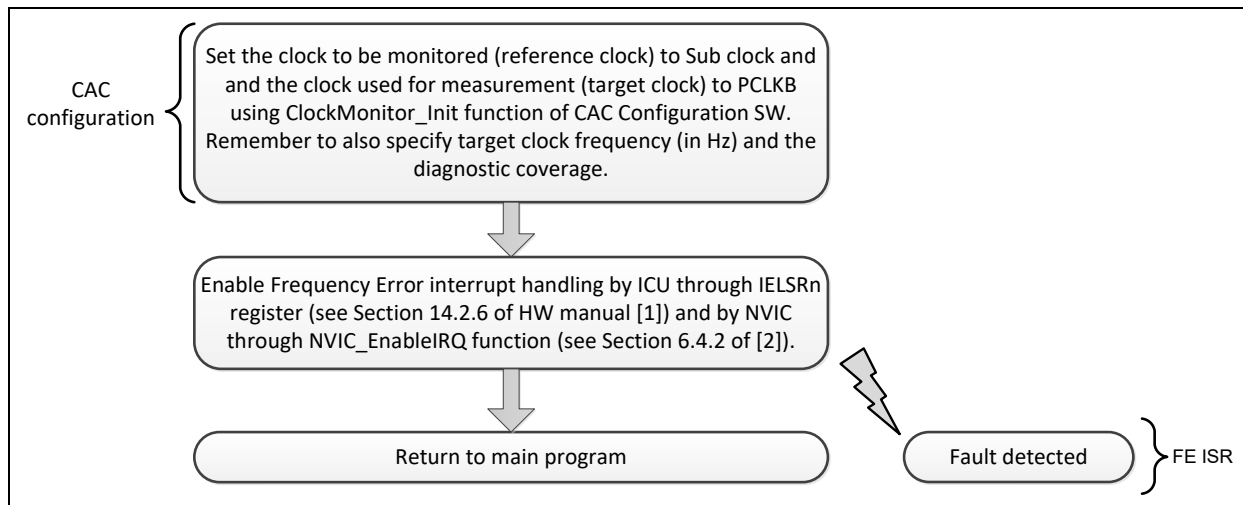 CAC
configuration
Set the clock to be monitored (reference clock) to Sub clock and
and the clock used for measurement (target clock) to PCLKB
using ClockMonitor_Init function of CAC Configuration SW.
Remember to also specify target clock frequency (in Hz) and the
diagnostic coverage.
Enable Frequency Error interrupt handling by ICU through IELSRn
register (see Section 14.2.6 of HW manual [1]) and by NVIC
through NVIC_EnableIRQ function (see Section 6.4.2 of [2]).
Return to main program
Fault detected
FE ISR